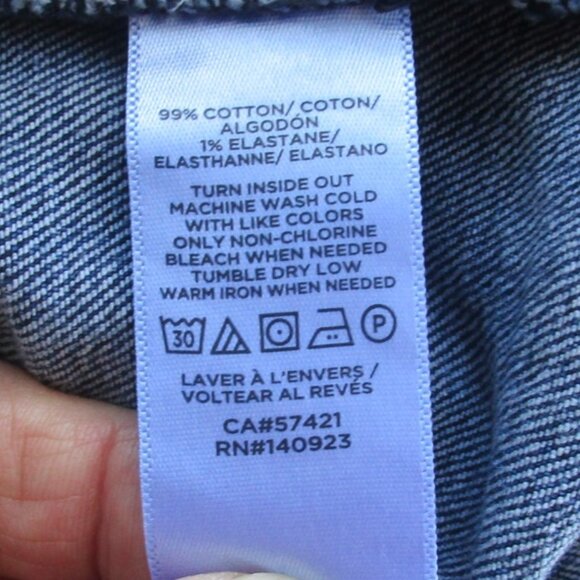 99% COTTON/ COTON/
ALGODÓN
1% ELASTANE/
ELASTHANNE/ ELASTANO
TURN INSIDE OUT
MACHINE WASH COLD
WITH LIKE COLORS
ONLY NON-CHLORINE
BLEACH WHEN NEEDED
TUMBLE DRY LOW
WARM IRON WHEN NEEDED
30 P
LAVER À L'ENVERS /
VOLTEAR AL REVÉS
CA#57421
RN#140923